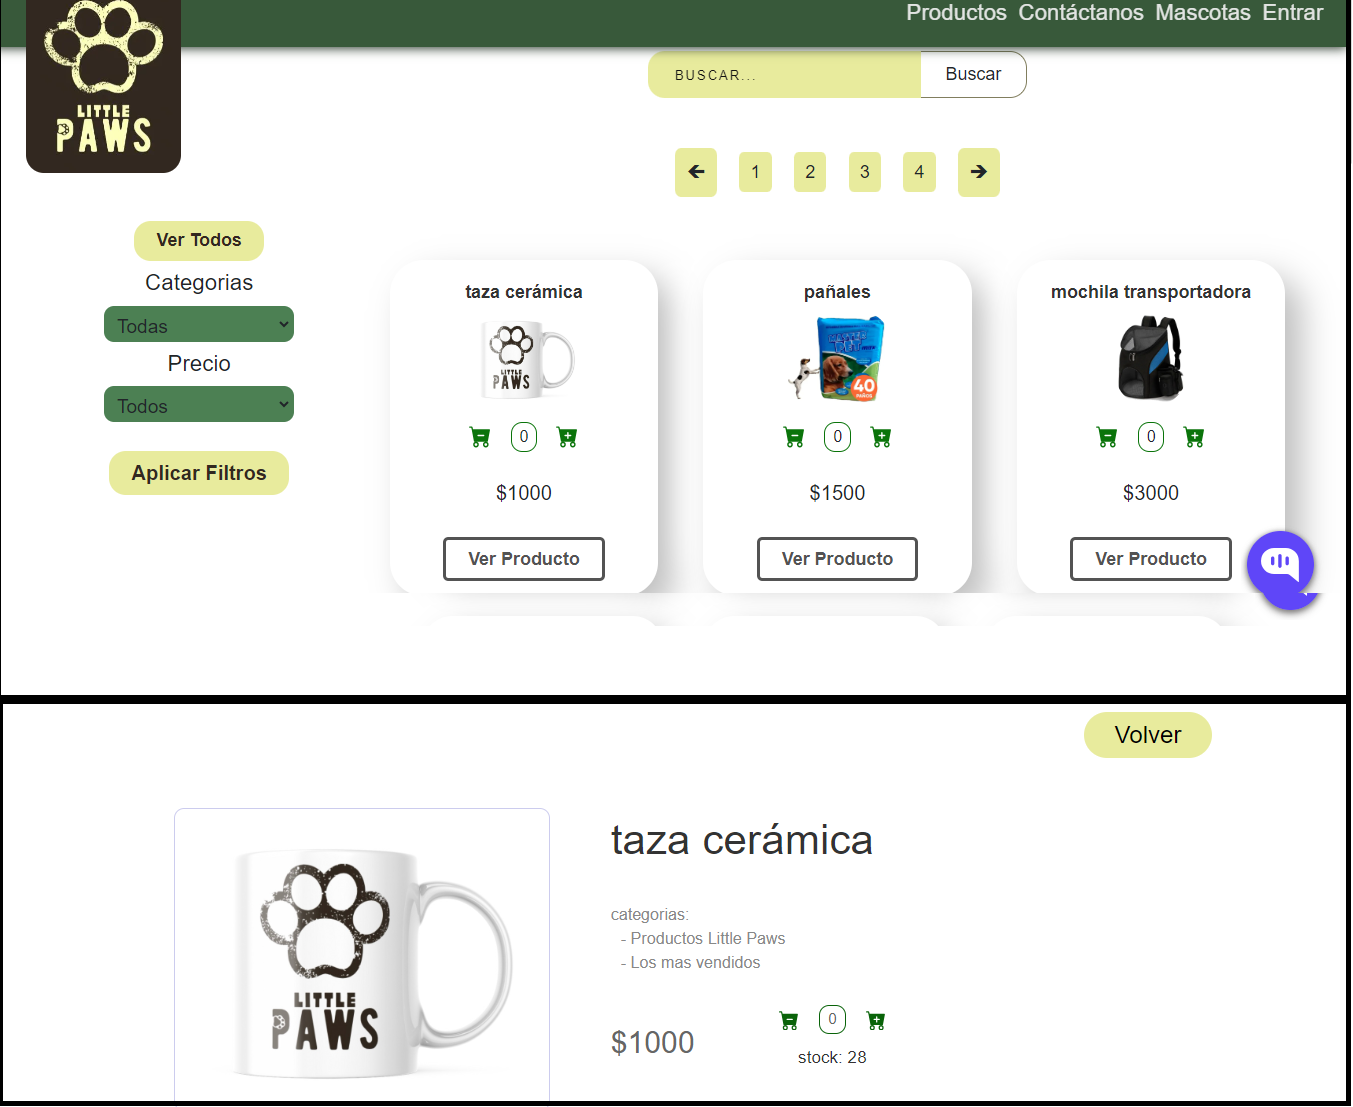 Productos Contáctanos Mascotas Entrar
LITTLE
PAWS
BUSCAR...
Buscar
1 2 3 4
Ver Todos
Categorias
Todas
Precio
Todos
Aplicar Filtros
taza cerámica
LITTLE
PAWS
0
$1000
Ver Producto
pañales
40
PAÑOS
0
$1500
Ver Producto
mochila transportadora
0
$3000
Ver Producto
Volver
LITTLE
PAWS
taza cerámica
categorias:
- Productos Little Paws
- Los mas vendidos
$1000
0
stock: 28